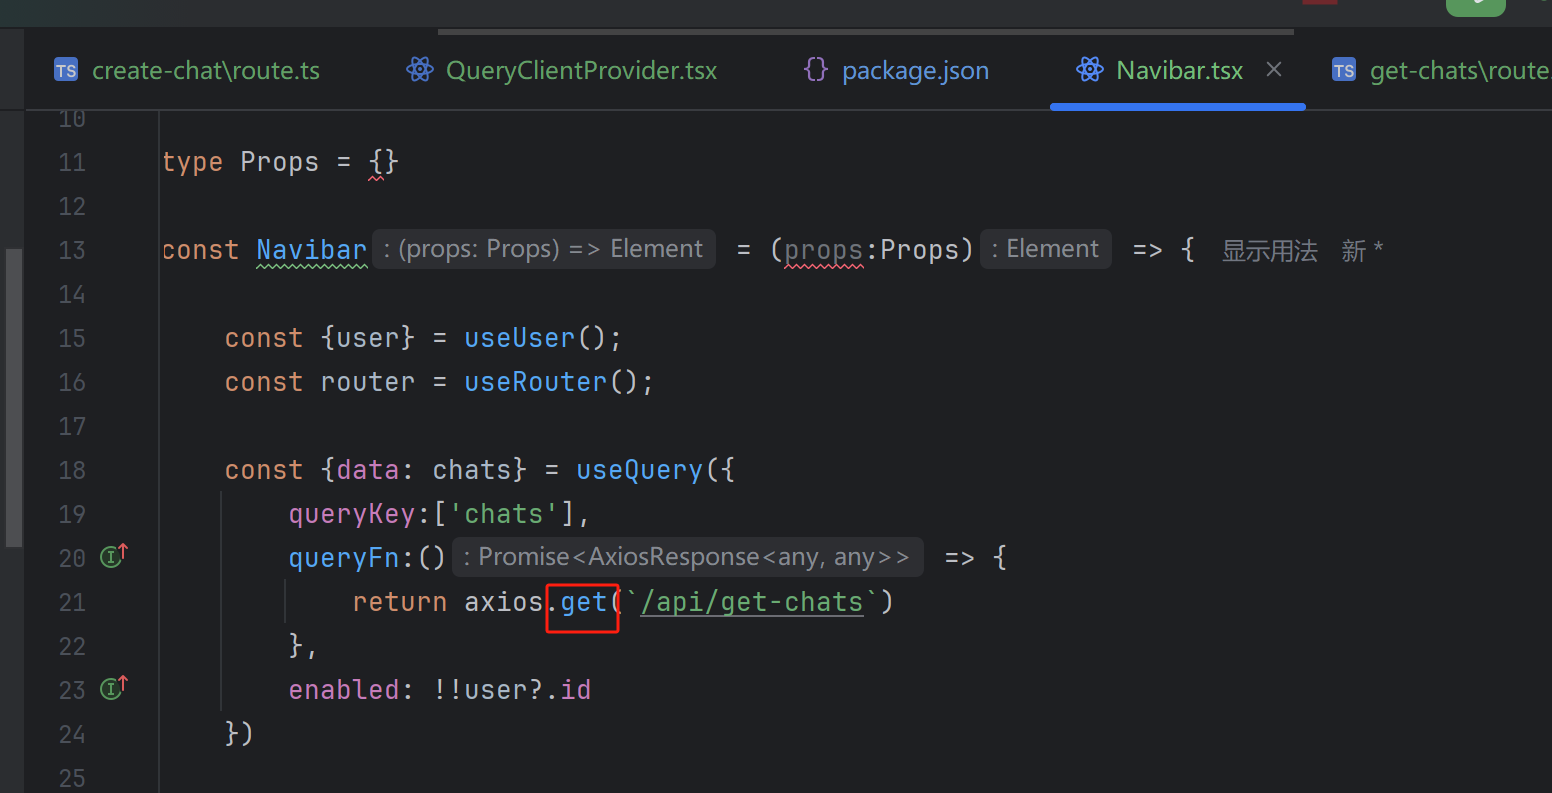 TS create-chat\route.ts QueryClientProvider.tsx {} package.json Navibar.tsx × TS get-chats\route.
10
11 type Props = {}
12
13 const Navibar : (props: Props) => Element = (props:Props) : Element => { 显示用法 新 *
14
15 const {user} = useUser();
16 const router = useRouter();
17
18 const {data: chats} = useQuery({
19 queryKey:['chats'],
20 queryFn:() : Promise<AxiosResponse<any, any>> => {
21 return axios.get(`/api/get-chats`)
22 },
23 enabled: !!user?.id
24 })
25